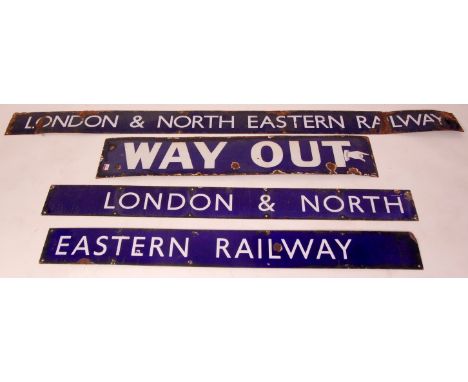 LONDON & NORTH EASTERN RAILWAY
WAY OUT
LONDON & NORTH
EASTERN RAILWAY